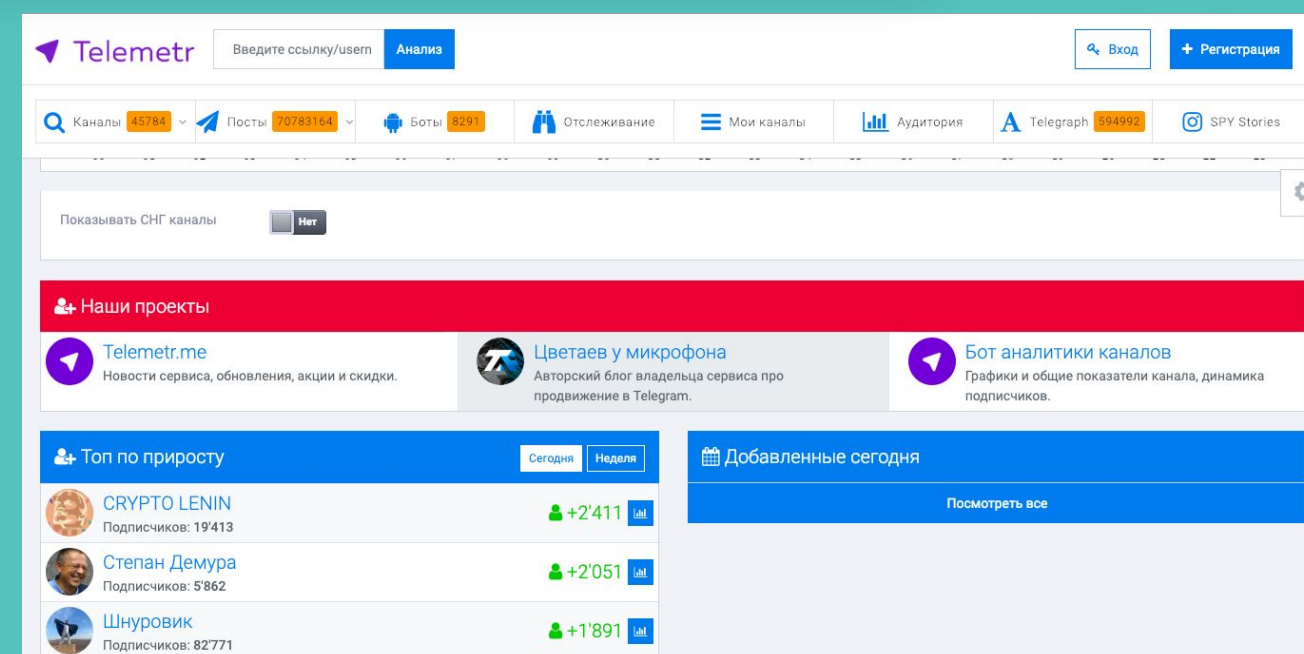 Telemetr
Введите ссылку/usern
Анализ
Вход
Регистрация
Каналы 45784
Посты 70783164
Боты 8291
Отслеживание
Мои каналы
Аудитория
Telegraph 594992
SPY Stories
Показывать СНГ каналы
Нет
Наши проекты
Telemetr.me
Новости сервиса, обновления, акции и скидки.
Цветаев у микрофона
Авторский блог владельца сервиса про
продвижение в Telegram.
Бот аналитики каналов
Графики и общие показатели канала, динамика
подписчиков.
Топ по приросту
Сегодня
Неделя
CRYPTO LENIN
Подписчиков: 19'413
+2'411
Степан Демура
Подписчиков: 5'862
+2'051
Шнуровик
Подписчиков: 82'771
+1'891
Добавленные сегодня
Посмотреть все